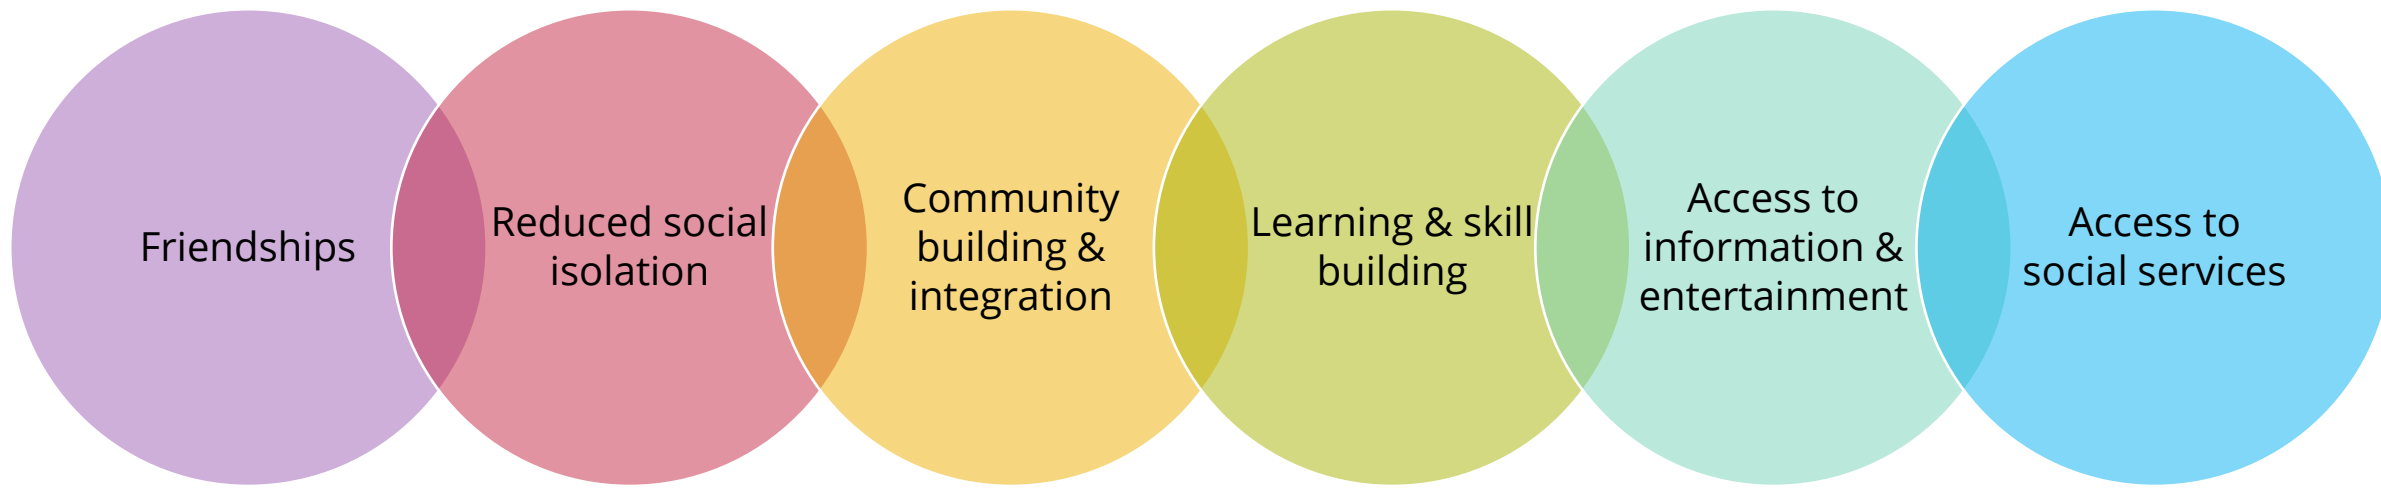 Friendships
Reduced social
isolation
Community
building &
integration
Learning & skill
building
Access to
information &
entertainment
Access to
social services